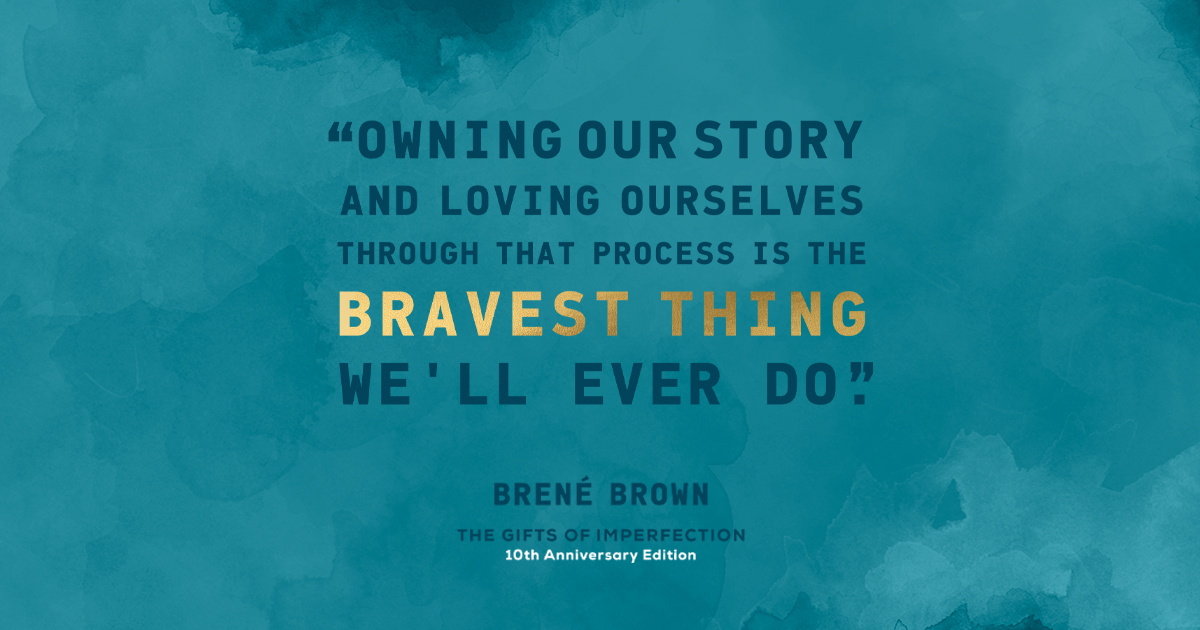 “OWNING OUR STORY
AND LOVING OURSELVES
THROUGH THAT PROCESS IS THE
BRAVEST THING
WE'LL EVER DO.”
BRENÉ BROWN
THE GIFTS OF IMPERFECTION
10th Anniversary Edition